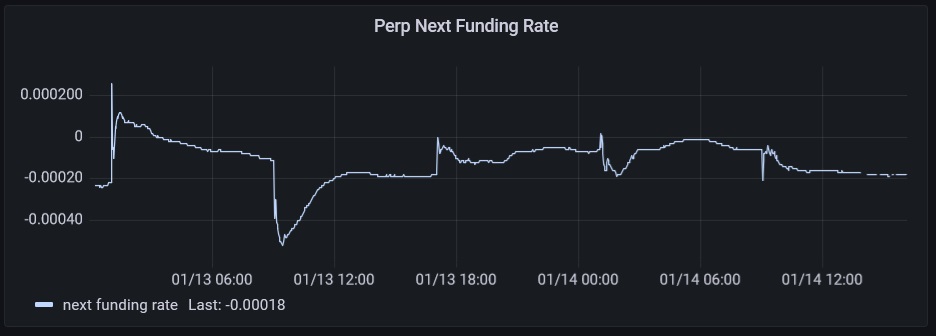 Perp Next Funding Rate
0.000200
0
-0.00020
-0.00040
01/13 06:00 01/13 12:00 01/13 18:00 01/14 00:00 01/14 06:00 01/14 12:00
next funding rate Last: -0.00018